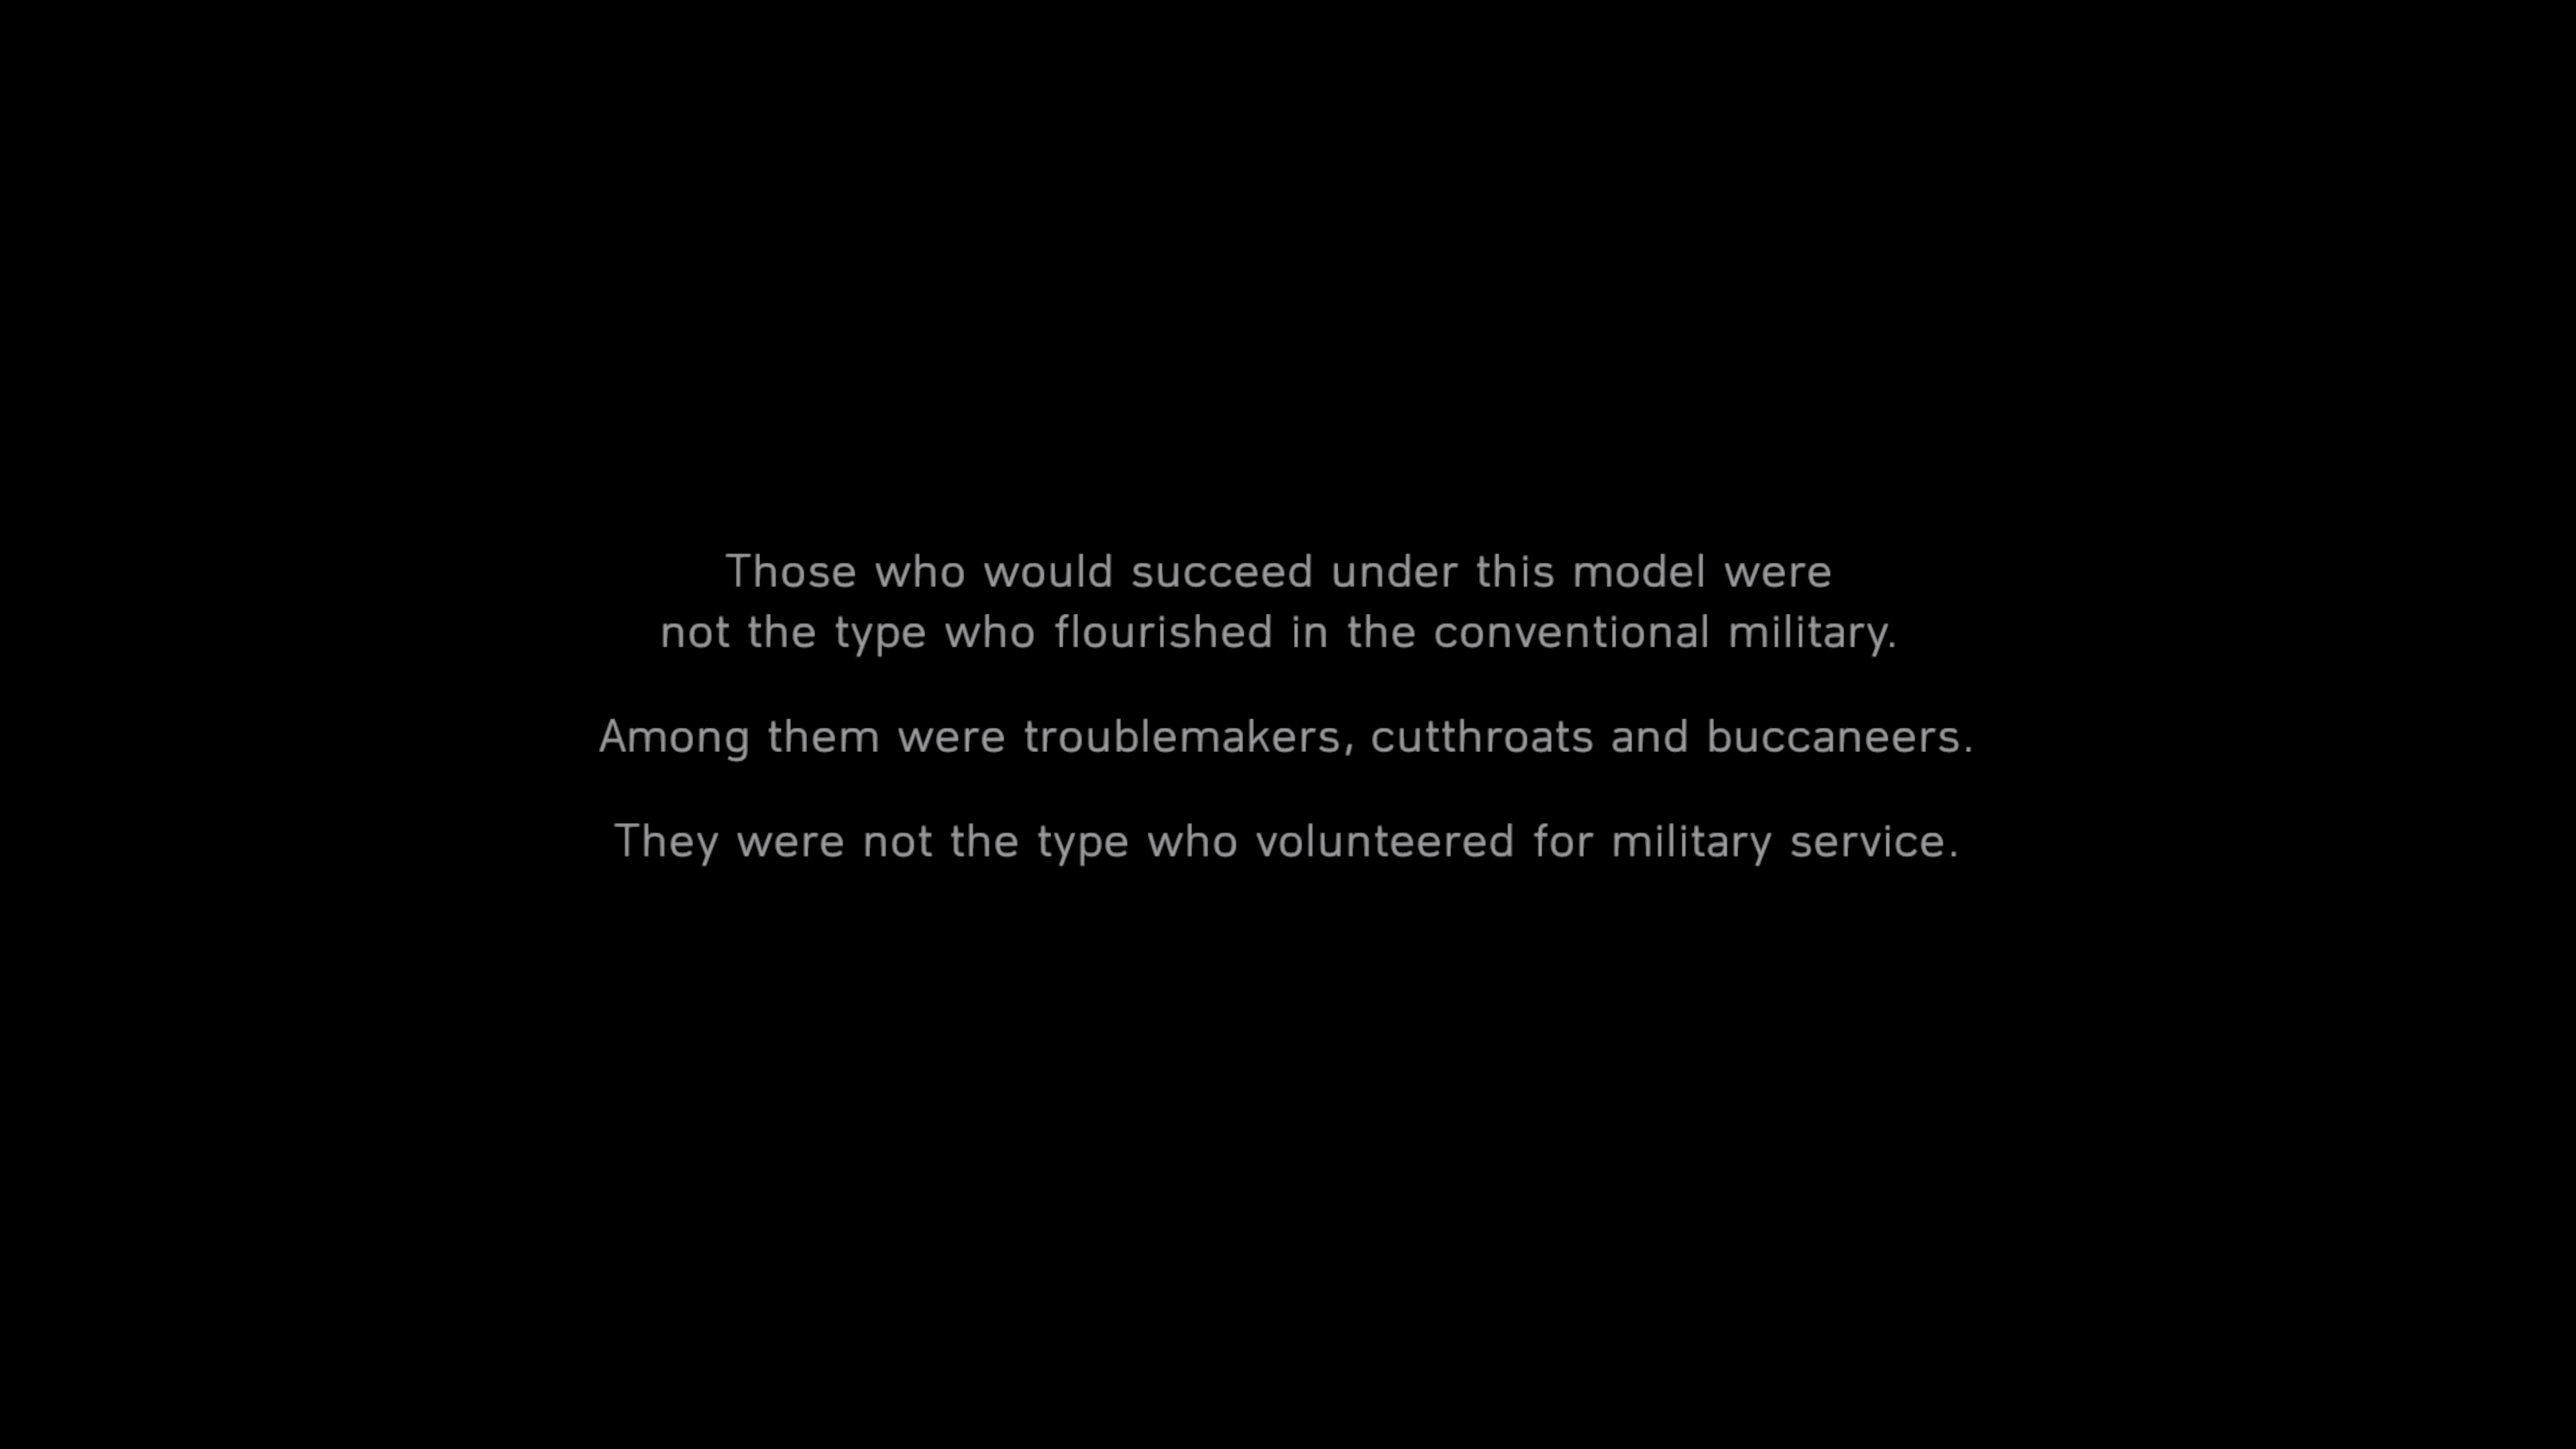 Those who would succeed under this model were
not the type who flourished in the conventional military.
Among them were troublemakers, cutthroats and buccaneers.
They were not the type who volunteered for military service.